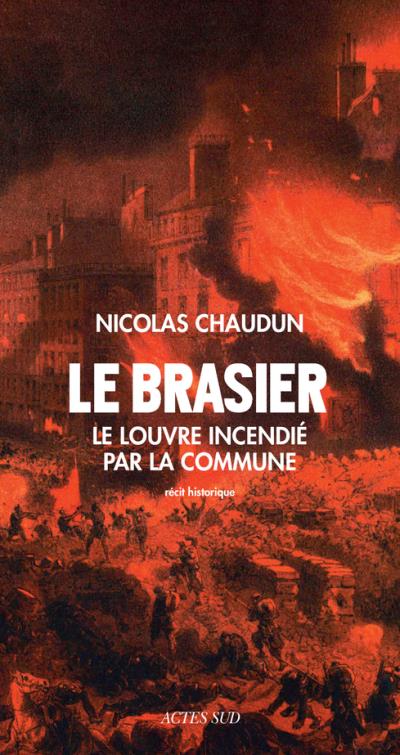 NICOLAS CHAUDUN
LE BRASIER
LE LOUVRE INCENDIÉ
PAR LA COMMUNE
récit historique
ACTES SUD